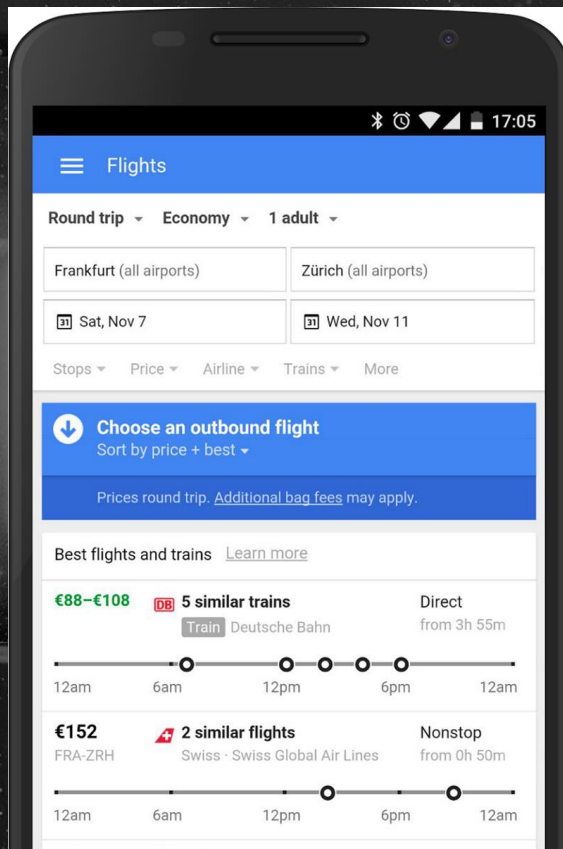 17:05
Flights
Round trip Economy 1 adult
Frankfurt (all airports) Zürich (all airports)
31 Sat, Nov 7 31 Wed, Nov 11
Stops Price Airline Trains More
Choose an outbound flight
Sort by price + best
Prices round trip. Additional bag fees may apply.
Best flights and trains Learn more
€88–€108 DB 5 similar trains Direct
Train Deutsche Bahn from 3h 55m
12am 6am 12pm 6pm 12am
€152 2 similar flights Nonstop
FRA-ZRH Swiss · Swiss Global Air Lines from 0h 50m
12am 6am 12pm 6pm 12am